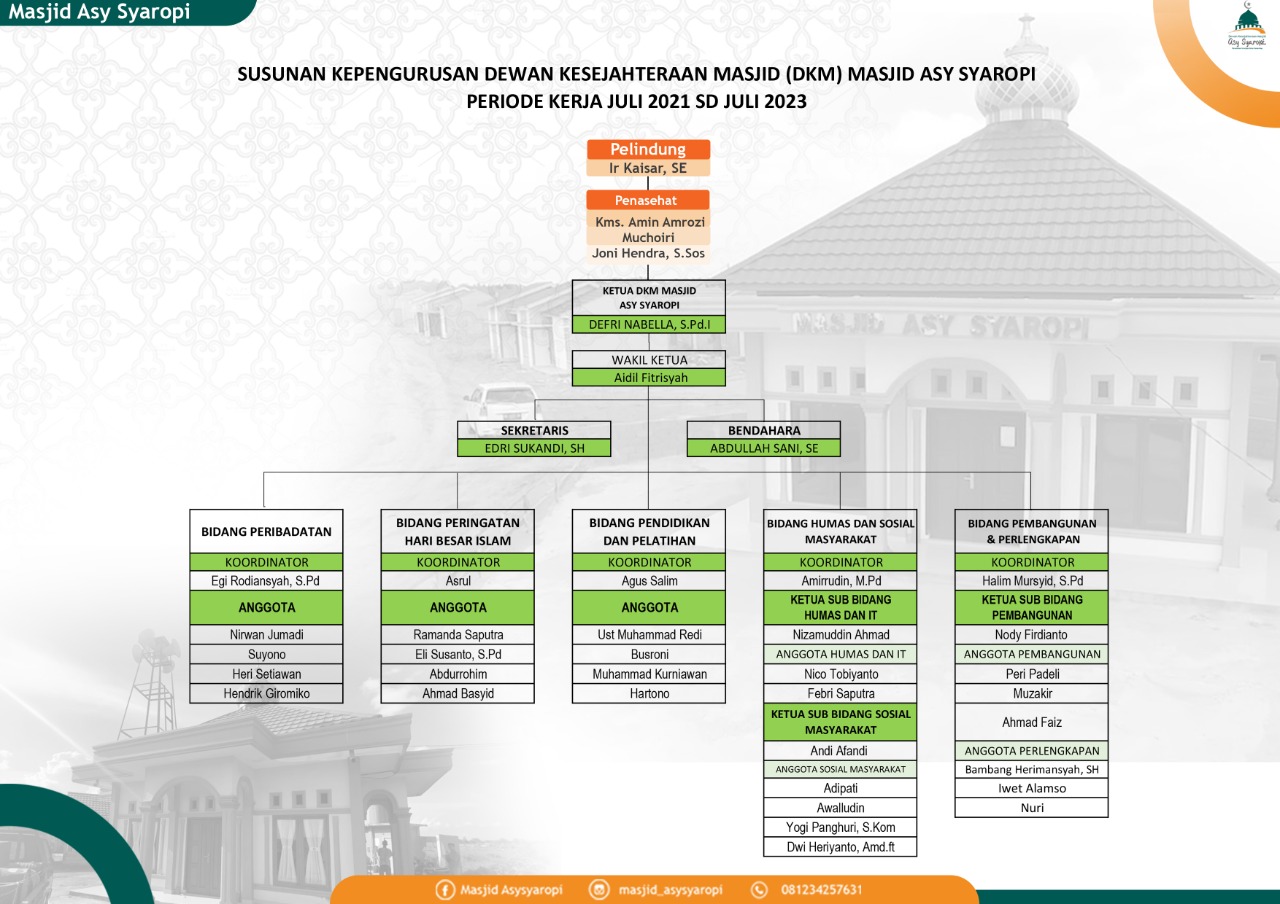 Masjid Asy Syaropi
Asy Syaropi
SUSUNAN KEPENGURUSAN DEWAN KESEJAHTERAAN MASJID (DKM) MASJID ASY SYAROPI
PERIODE KERJA JULI 2021 SD JULI 2023
Pelindung
Ir Kaisar, SE
Penasehat
Kms. Amin Amrozi
Muchoiri
Joni Hendra, S.Sos
KETUA DKM MASJID
ASY SYAROPI
DEFRI NABELLA, S.Pd.I
MASJID ASY SYAROPI
WAKIL KETUA
Aidil Fitrisyah
SEKRETARIS
EDRI SUKANDI, SH
BENDAHARA
ABDULLAH SANI, SE
BIDANG PERIBADATAN
KOORDINATOR
Egi Rodiansyah, S.Pd
ANGGOTA
Nirwan Jumadi
Suyono
Heri Setiawan
Hendrik Giromiko
BIDANG PERINGATAN
HARI BESAR ISLAM
KOORDINATOR
Asrul
ANGGOTA
Ramanda Saputra
Eli Susanto, S.Pd
Abdurrohim
Ahmad Basyid
BIDANG PENDIDIKAN
DAN PELATIHAN
KOORDINATOR
Agus Salim
ANGGOTA
Ust Muhammad Redi
Busroni
Muhammad Kurniawan
Hartono
BIDANG HUMAS DAN SOSIAL
MASYARAKAT
KOORDINATOR
Amirrudin, M.Pd
KETUA SUB BIDANG
HUMAS DAN IT
Nizamuddin Ahmad
ANGGOTA HUMAS DAN IT
Nico Tobiyanto
Febri Saputra
KETUA SUB BIDANG SOSIAL
MASYARAKAT
Andi Afandi
ANGGOTA SOSIAL MASYARAKAT
Adipati
Awalludin
Yogi Panghuri, S.Kom
Dwi Heriyanto, Amd.ft
BIDANG PEMBANGUNAN
& PERLENGKAPAN
KOORDINATOR
Halim Mursyid, S.Pd
KETUA SUB BIDANG
PEMBANGUNAN
Nody Firdianto
ANGGOTA PEMBANGUNAN
Peri Padeli
Muzakir
Ahmad Faiz
ANGGOTA PERLENGKAPAN
Bambang Herimansyah, SH
Iwet Alamso
Nuri
Masjid Asysyaropi
masjid_asysyaropi
081234257631